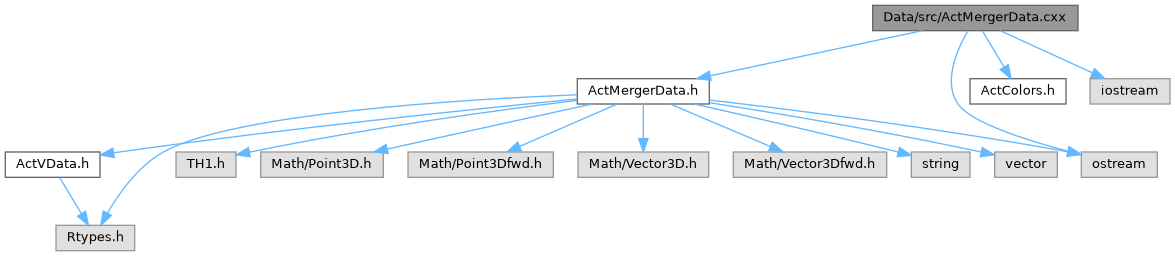 Data/src/ActMergerData.cxx
ActMergerData.h
ActColors.h
iostream
ActVData.h
TH1.h
Math/Point3D.h
Math/Point3Dfwd.h
Math/Vector3D.h
Math/Vector3Dfwd.h
string
vector
ostream
Rtypes.h